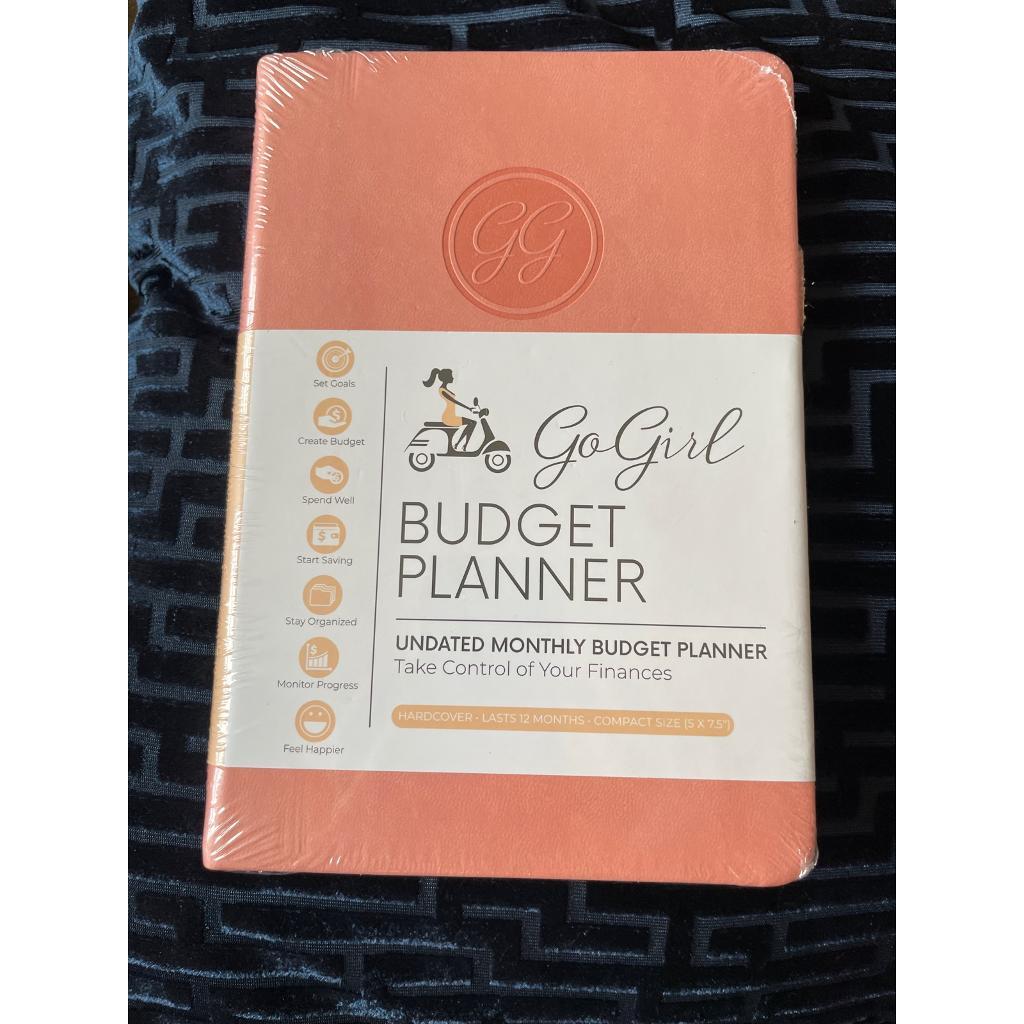 GG
Set Goals
Create Budget
Spend Well
Start Saving
Stay Organized
Monitor Progress
Feel Happier
GoGirl
BUDGET
PLANNER
UNDATED MONTHLY BUDGET PLANNER
Take Control of Your Finances
HARDCOVER • LASTS 12 MONTHS • COMPACT SIZE (5 X 7.5")